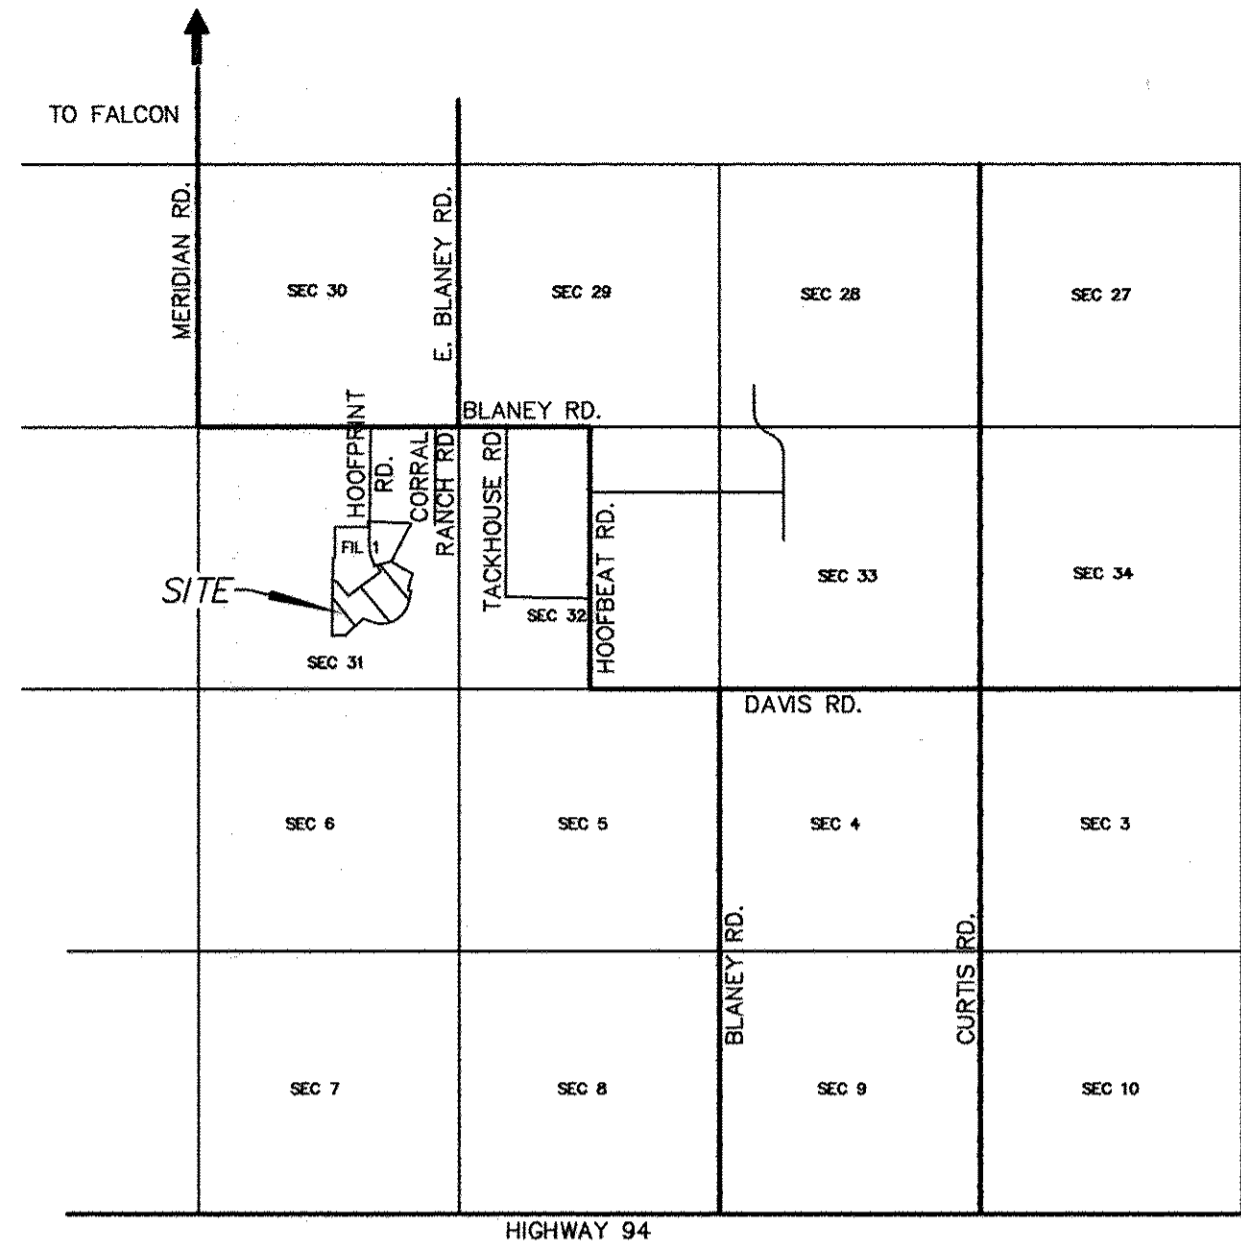 TO FALCON
MERIDIAN RD.
E. BLANEY RD.
SEC 30
SEC 29
SEC 28
SEC 27
BLANEY RD.
HOOFPRINT
RD.
CORRAL
RANCH RD
TACKHOUSE RD
HOOFBEAT RD.
FIL 1
SITE
SEC 31
SEC 32
SEC 33
SEC 34
DAVIS RD.
SEC 6
SEC 5
SEC 4
SEC 3
BLANEY RD.
CURTIS RD.
SEC 7
SEC 8
SEC 9
SEC 10
HIGHWAY 94